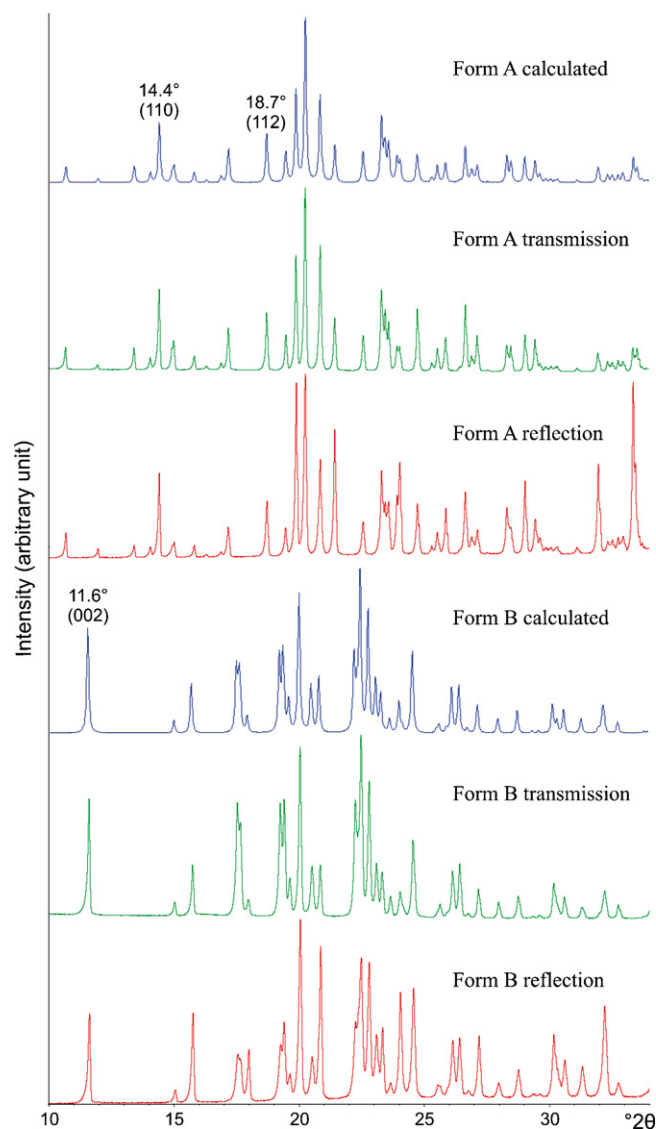 Form A calculated
14.4°
(110)
18.7°
(112)
Form A transmission
Form A reflection
Intensity (arbitrary unit)
Form B calculated
11.6°
(002)
Form B transmission
Form B reflection
10 15 20 25 30 2θ